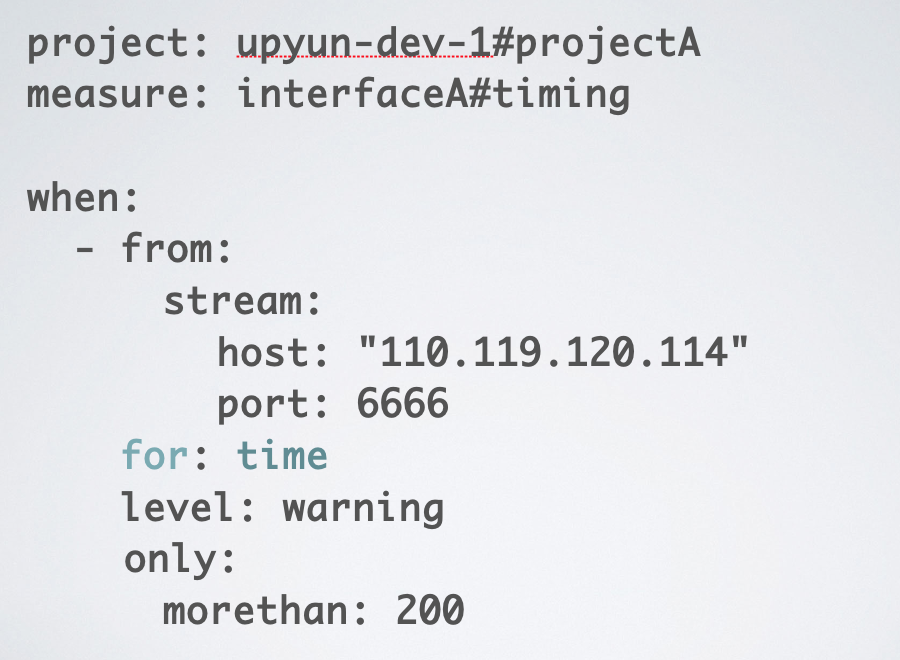 project: upyun-dev-1#projectA
measure: interfaceA#timing
when:
- from:
stream:
host: "110.119.120.114"
port: 6666
for: time
level: warning
only:
morethan: 200